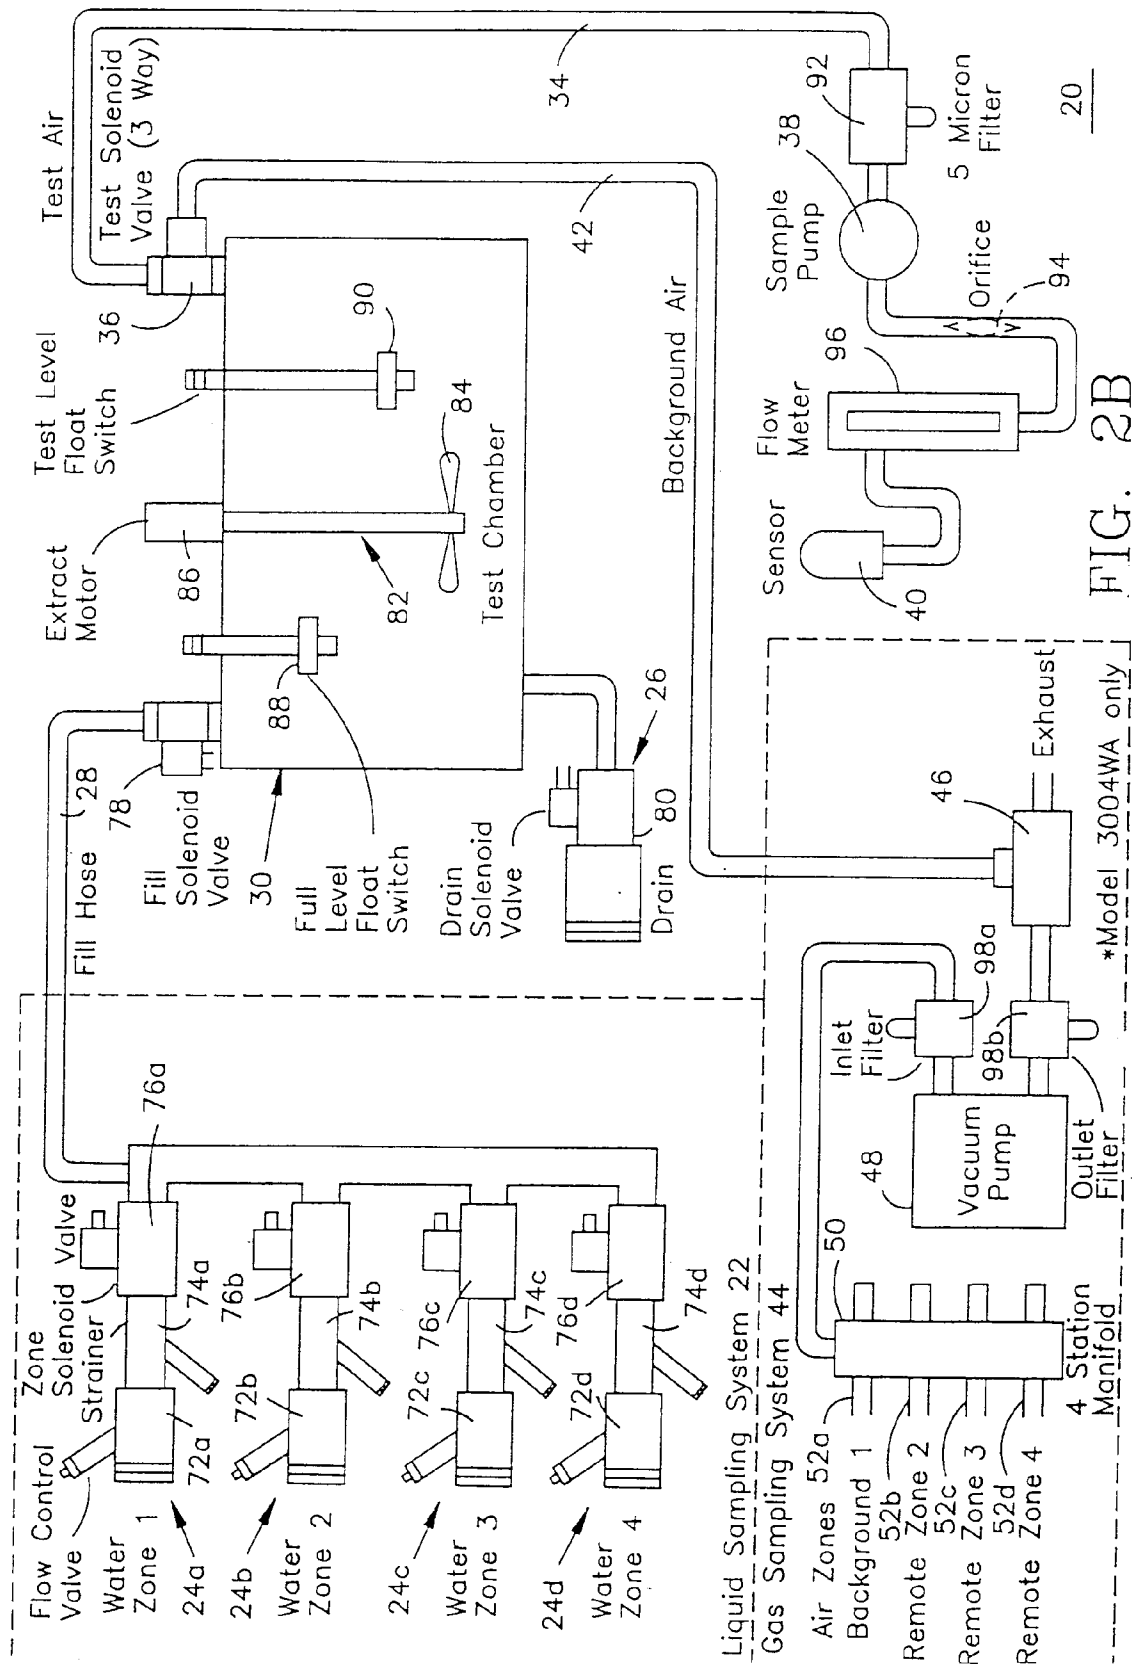 Flow Control
Valve
Zone
Solenoid Valve
Strainer
76a
74a
72a
Water
Zone 1
24a
24b
Water
Zone 2
72b
74b
76b
24c
Water
Zone 3
72c
74c
76c
24d
Water
Zone 4
72d
74d
76d
Fill Hose
28
78
Fill
Solenoid
Valve
30
Full
Level
Float
Switch
88
Extract
Motor
86
82
84
Test Chamber
Test Level
Float
Switch
90
36
Test Air
Test Solenoid
Valve (3 Way)
34
42
Background Air
Drain
Solenoid
Valve
26
80
Drain
92
5 Micron
Filter
38
Sample
Pump
Orifice
94
96
Flow
Meter
Sensor
40
20
FIG. 2B
Liquid Sampling System 22
Gas Sampling System 44
Air Zones
52a
Background 1
52b
Remote Zone 2
52c
Remote Zone 3
52d
Remote Zone 4
50
4 Station
Manifold
48
Vacuum
Pump
Inlet
Filter
98a
98b
Outlet
Filter
46
Exhaust
*Model 3004WA only